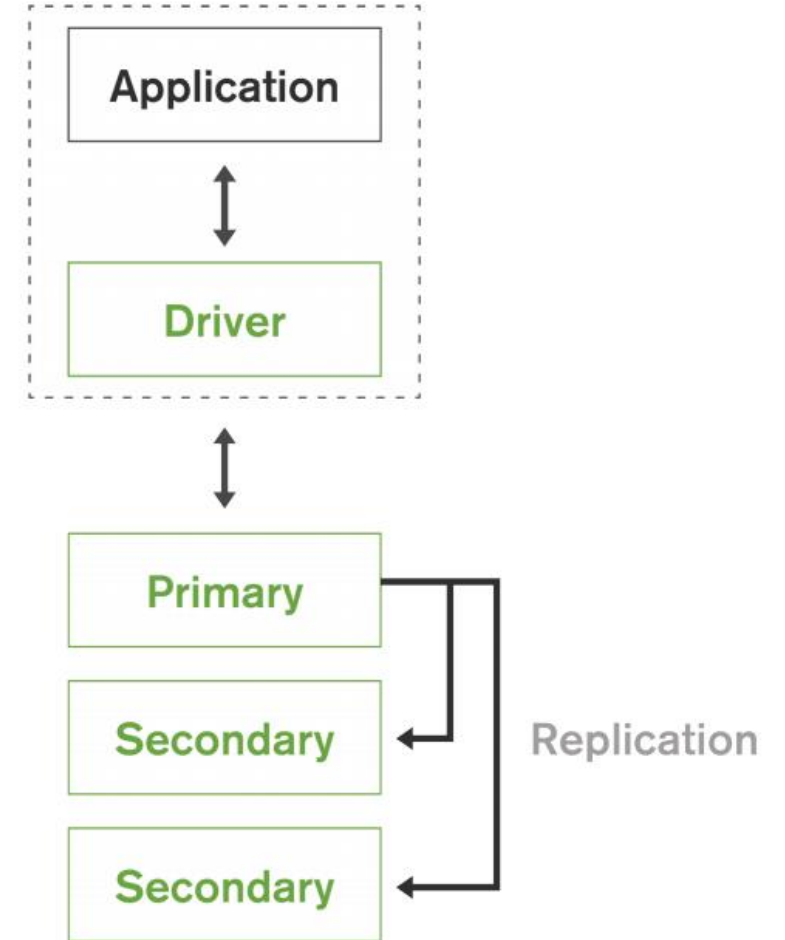 Application
Driver
Primary
Secondary
Replication
Secondary